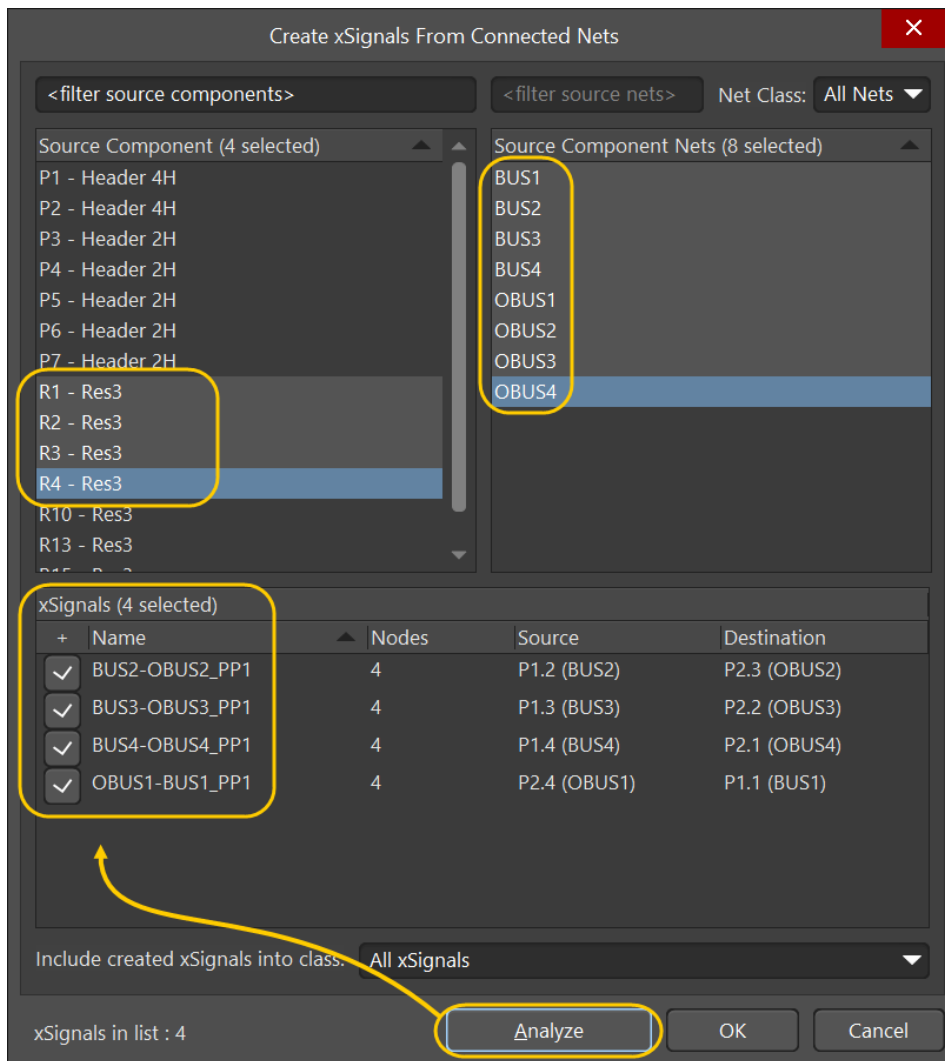 Create xSignals From Connected Nets
<filter source components>
<filter source nets>
Net Class: All Nets
Source Component (4 selected)
P1 - Header 4H
P2 - Header 4H
P3 - Header 2H
P4 - Header 2H
P5 - Header 2H
P6 - Header 2H
P7 - Header 2H
R1 - Res3
R2 - Res3
R3 - Res3
R4 - Res3
R10 - Res3
R13 - Res3
Source Component Nets (8 selected)
BUS1
BUS2
BUS3
BUS4
OBUS1
OBUS2
OBUS3
OBUS4
xSignals (4 selected)
+ Name Nodes Source Destination
BUS2-OBUS2_PP1 4 P1.2 (BUS2) P2.3 (OBUS2)
BUS3-OBUS3_PP1 4 P1.3 (BUS3) P2.2 (OBUS3)
BUS4-OBUS4_PP1 4 P1.4 (BUS4) P2.1 (OBUS4)
OBUS1-BUS1_PP1 4 P2.4 (OBUS1) P1.1 (BUS1)
Include created xSignals into class: All xSignals
xSignals in list : 4
Analyze
OK
Cancel